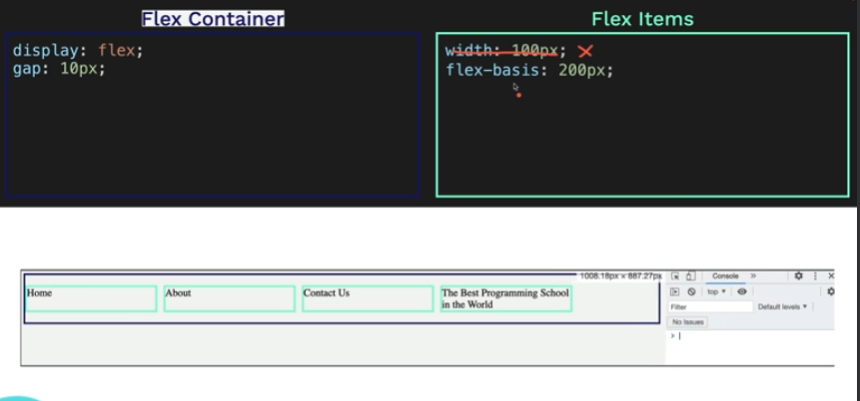 Flex Container
Flex Items
display: flex;
gap: 10px;
width: 100px;
flex-basis: 200px;
1008.18px × 887.27px
Console
»
top ▼
Filter
Default levels ▼
No Issues
>
Home
About
Contact Us
The Best Programming School
in the World